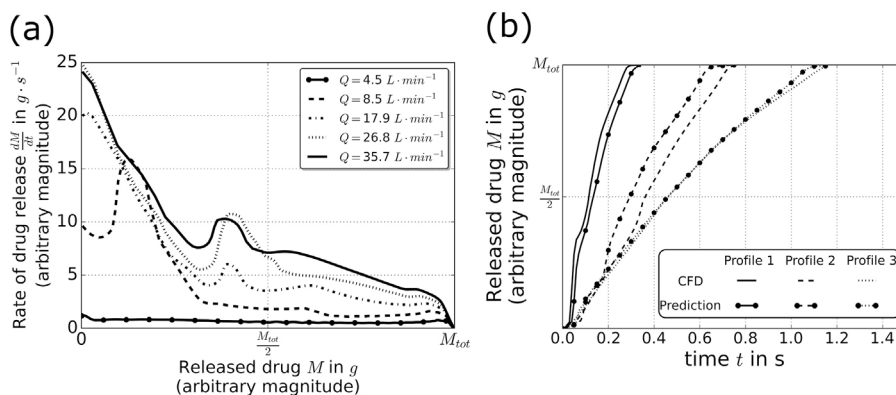 (a)
Rate of drug release dM/dt in g · s⁻¹
(arbitrary magnitude)
25
20
15
10
5
0
Q = 4.5 L · min⁻¹
Q = 8.5 L · min⁻¹
Q = 17.9 L · min⁻¹
Q = 26.8 L · min⁻¹
Q = 35.7 L · min⁻¹
0
M_tot/2
M_tot
Released drug M in g
(arbitrary magnitude)
(b)
Released drug M in g
(arbitrary magnitude)
M_tot
M_tot/2
Profile 1 Profile 2 Profile 3
CFD
Prediction
0.0 0.2 0.4 0.6 0.8 1.0 1.2 1.4
time t in s